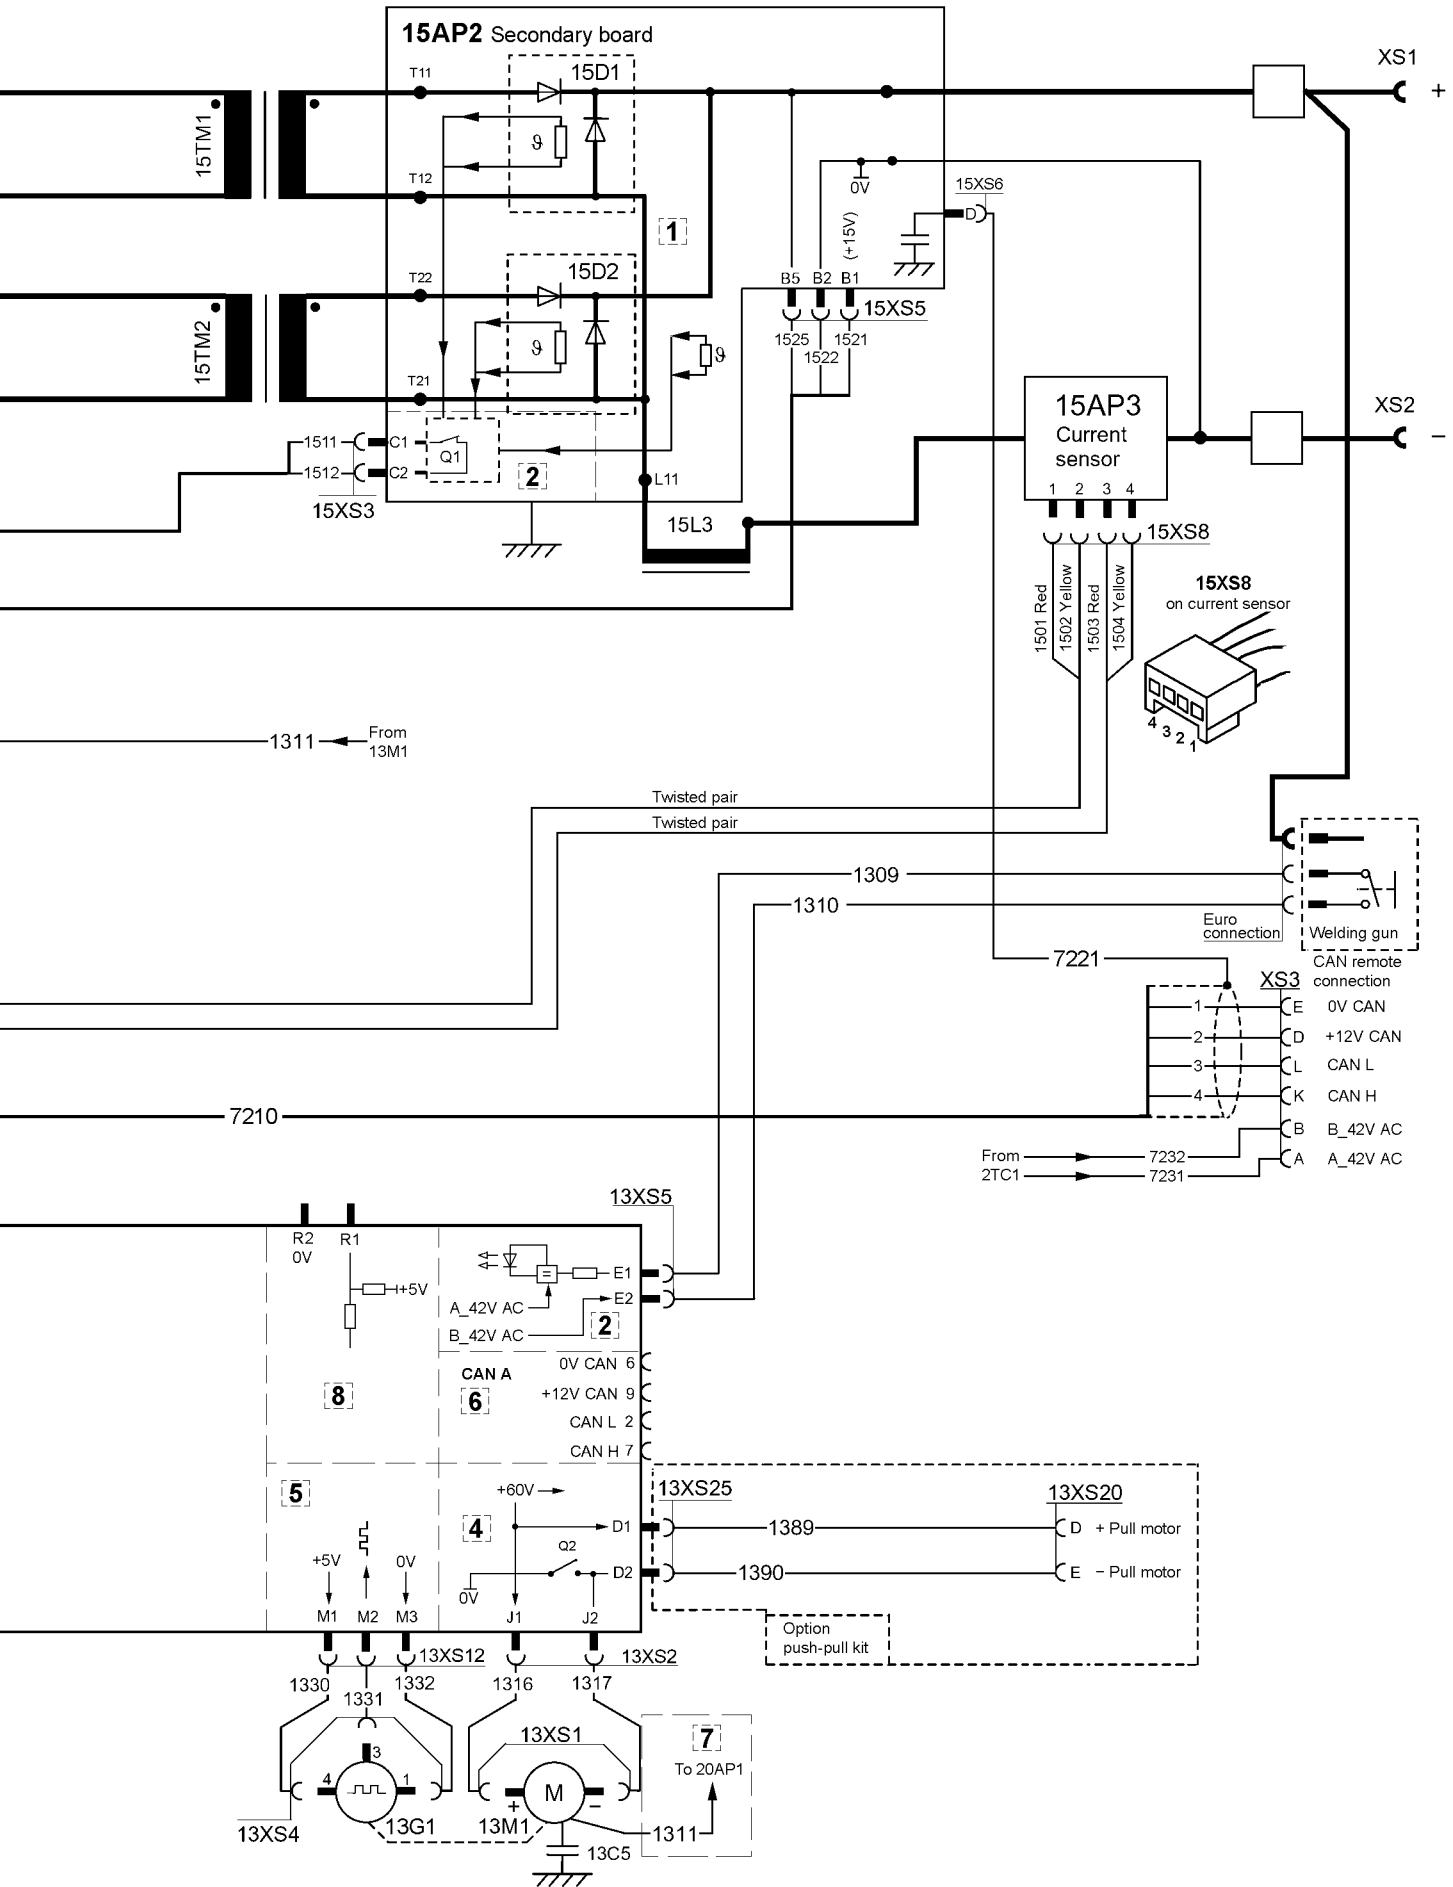 15AP2 Secondary board
XS1
+
T11
15D1
15TM1
ϑ
T12
0V
15XS6
D
1
(+15V)
T22
15D2
B5 B2 B1
15XS5
15TM2
ϑ
ϑ
1525 1522 1521
T21
15AP3
Current
sensor
XS2
−
1511
C1
Q1
1512
C2
2
L11
15XS3
1 2 3 4
15L3
15XS8
15XS8
on current sensor
1501 Red
1502 Yellow
1503 Red
1504 Yellow
4 3 2 1
1311
From
13M1
Twisted pair
Twisted pair
1309
1310
Euro
connection
Welding gun
7221
CAN remote
connection
XS3
1 E 0V CAN
2 D +12V CAN
3 L CAN L
4 K CAN H
7210
B B_42V AC
From
2TC1
7232
7231
A A_42V AC
13XS5
R2
0V
R1
+5V
=
E1
A_42V AC
E2
B_42V AC
2
0V CAN 6
CAN A
6
+12V CAN 9
8
CAN L 2
CAN H 7
5
+60V
13XS25
13XS20
4
D1
1389
D + Pull motor
Q2
+5V
0V
D2
1390
E − Pull motor
0V
M1 M2 M3
J1 J2
Option
push-pull kit
13XS12
13XS2
1330 1331 1332
1316 1317
13XS1
7
To 20AP1
3
4
1
M
+
−
13XS4
13G1
13M1
1311
13C5